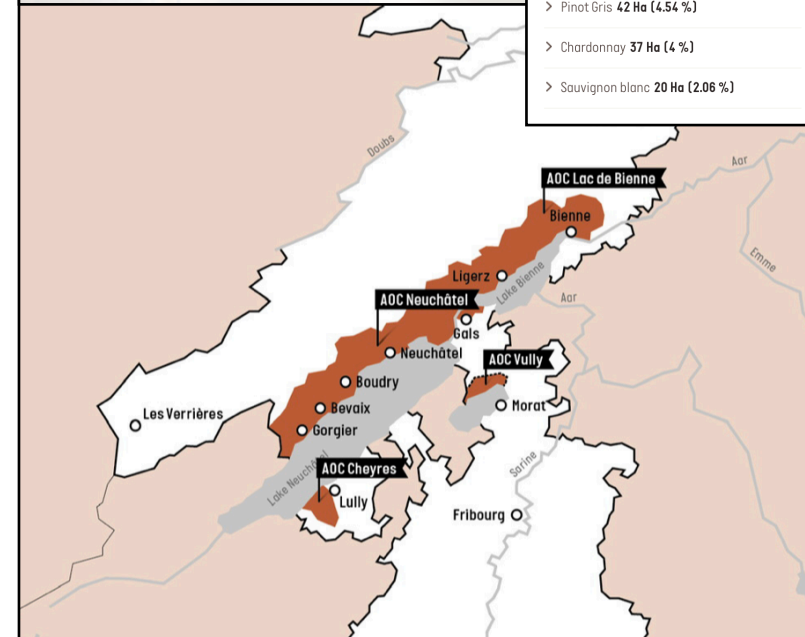 Pinot Gris 42 Ha (4.54 %)
Chardonnay 37 Ha (4 %)
Sauvignon blanc 20 Ha (2.06 %)
Doubs
Aar
AOC Lac de Bienne
Bienne
Emme
Ligerz
Lake Bienne
AOC Neuchâtel
Aar
Gals
Neuchâtel
AOC Vully
Boudry
Bevaix
Morat
Les Verrières
Gorgier
Sarine
AOC Cheyres
Lake Neuchâtel
Lully
Fribourg